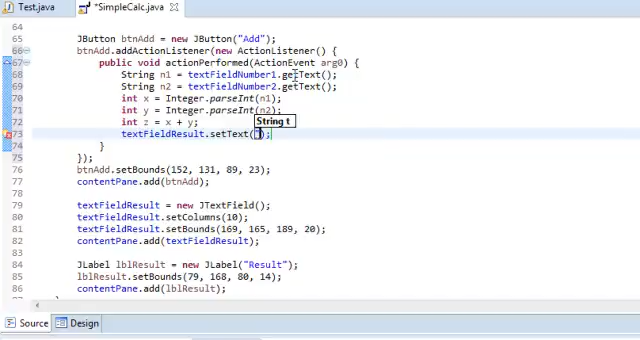 Test.java
*SimpleCalc.java
64
65 JButton btnAdd = new JButton("Add");
66 btnAdd.addActionListener(new ActionListener() {
67 public void actionPerformed(ActionEvent arg0) {
68 String n1 = textFieldNumber1.getText();
69 String n2 = textFieldNumber2.getText();
70 int x = Integer.parseInt(n1);
71 int y = Integer.parseInt(n2);
72 int z = x + y;
String t
73 textFieldResult.setText(");
74 }
75 });
76 btnAdd.setBounds(152, 131, 89, 23);
77 contentPane.add(btnAdd);
78
79 textFieldResult = new JTextField();
80 textFieldResult.setColumns(10);
81 textFieldResult.setBounds(169, 165, 189, 20);
82 contentPane.add(textFieldResult);
83
84 JLabel lblResult = new JLabel("Result");
85 lblResult.setBounds(79, 168, 80, 14);
86 contentPane.add(lblResult);
87 }
Source Design